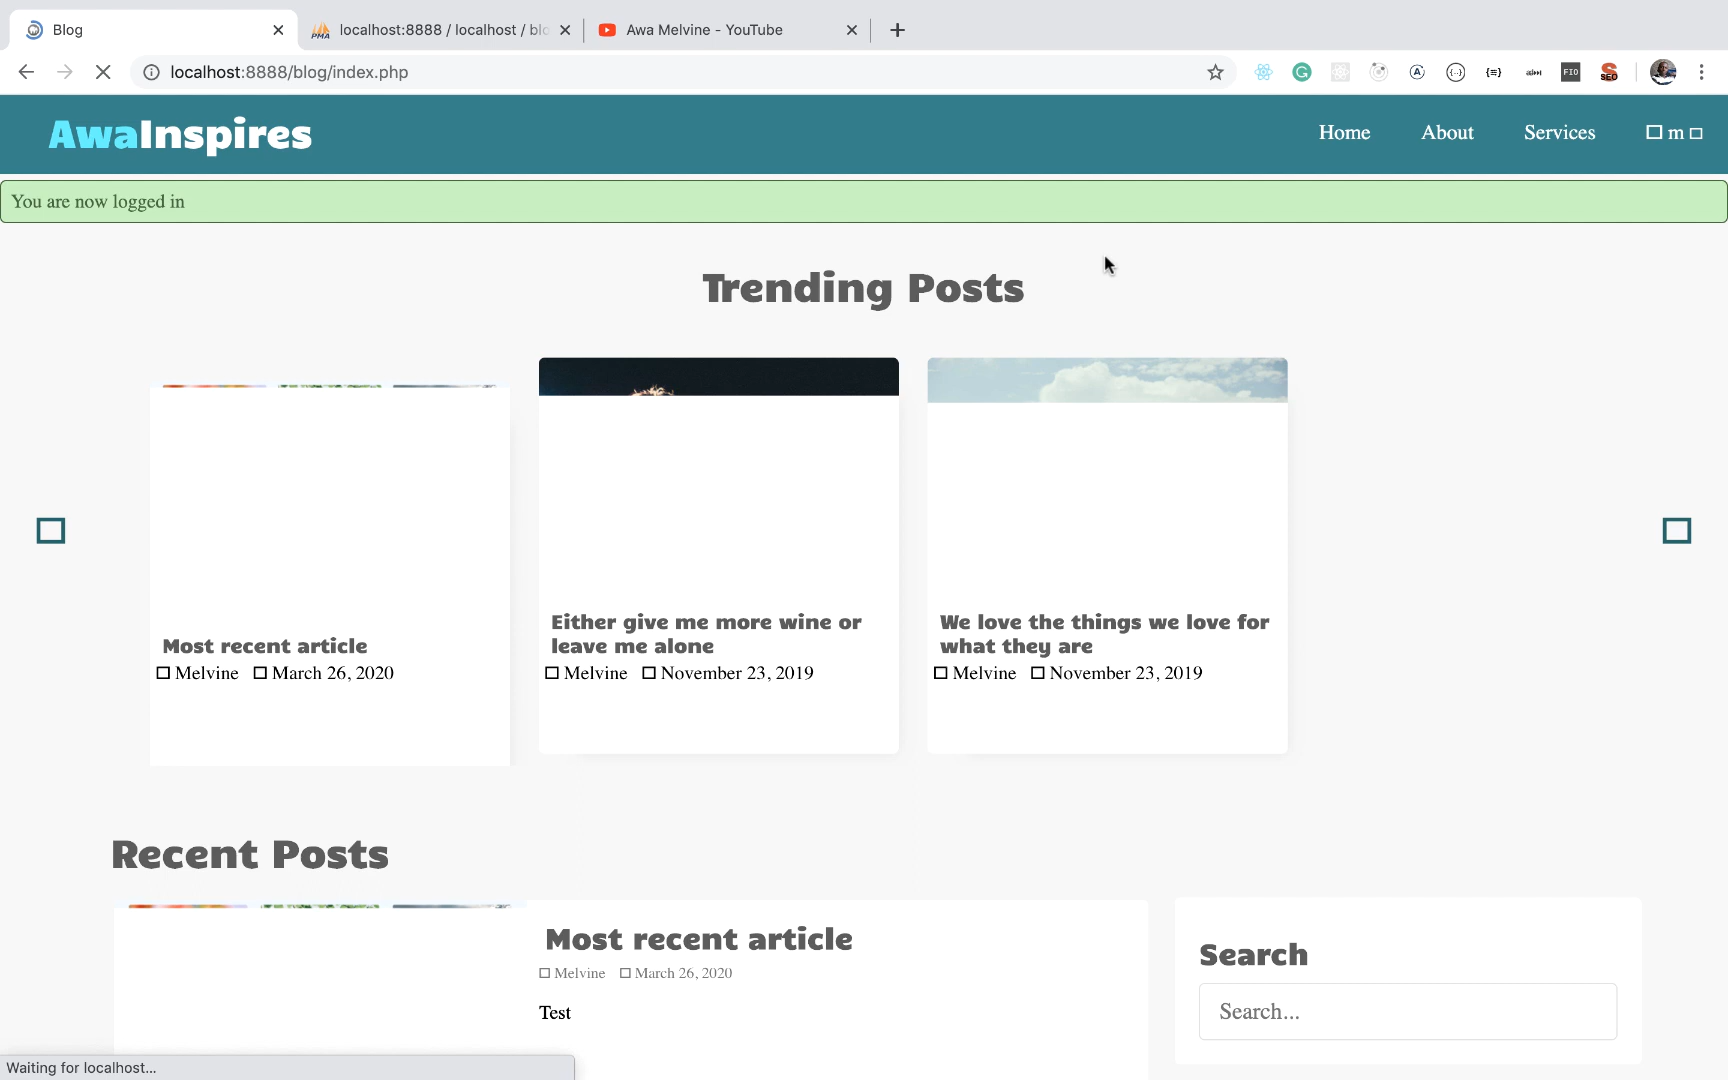 Blog
localhost:8888 / localhost / blo
Awa Melvine - YouTube
localhost:8888/blog/index.php
AwaInspires
Home
About
Services
m
You are now logged in
Trending Posts
Most recent article
Melvine March 26, 2020
Either give me more wine or
leave me alone
Melvine November 23, 2019
We love the things we love for
what they are
Melvine November 23, 2019
Recent Posts
Most recent article
Melvine March 26, 2020
Test
Search
Search...
Waiting for localhost...